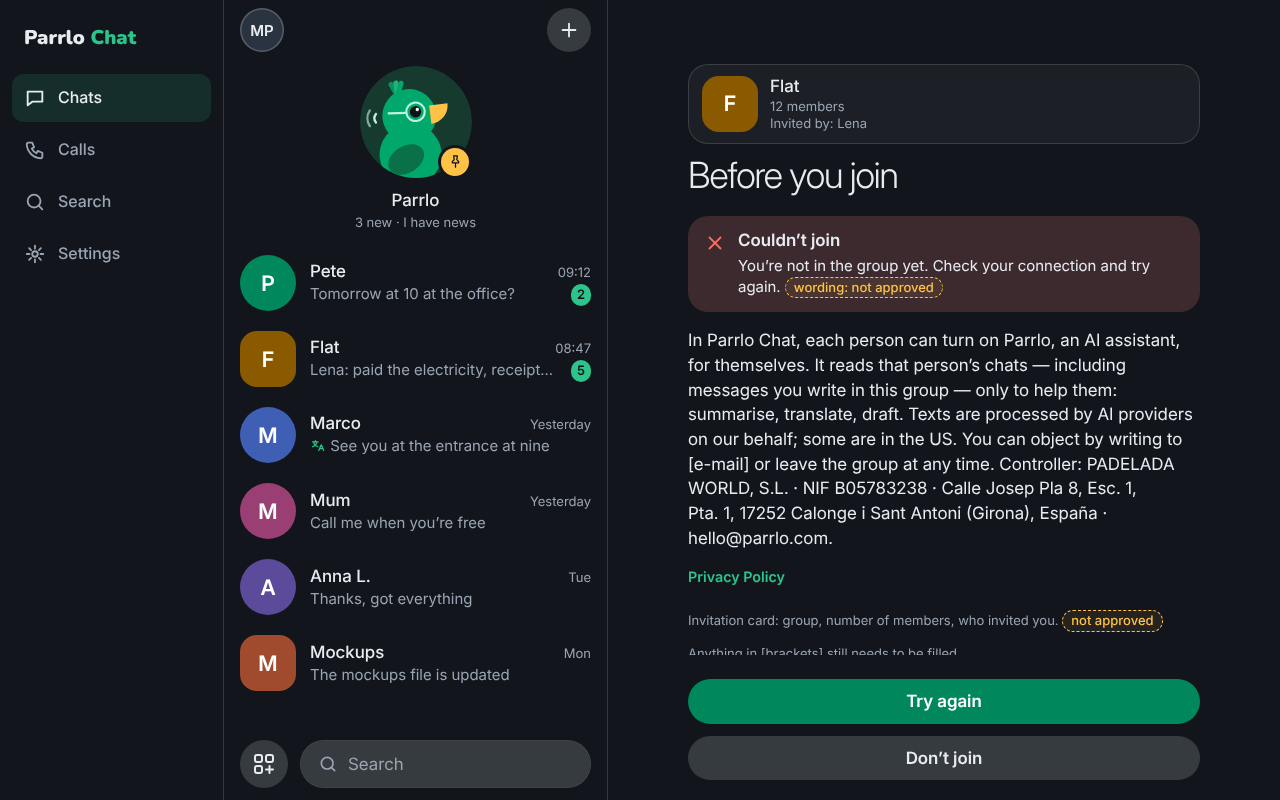 Parrlo Chat
Chats
Calls
Search
Settings
MP
Parrlo
3 new · I have news
P
Pete
09:12
Tomorrow at 10 at the office?
2
F
Flat
08:47
Lena: paid the electricity, receipt...
5
M
Marco
Yesterday
See you at the entrance at nine
M
Mum
Yesterday
Call me when you’re free
A
Anna L.
Tue
Thanks, got everything
M
Mockups
Mon
The mockups file is updated
Search
F
Flat
12 members
Invited by: Lena
Before you join
Couldn’t join
You’re not in the group yet. Check your connection and try
again. wording: not approved
In Parrlo Chat, each person can turn on Parrlo, an AI assistant,
for themselves. It reads that person’s chats — including
messages you write in this group — only to help them:
summarise, translate, draft. Texts are processed by AI providers
on our behalf; some are in the US. You can object by writing to
[e-mail] or leave the group at any time. Controller: PADELADA
WORLD, S.L. · NIF B05783238 · Calle Josep Pla 8, Esc. 1,
Pta. 1, 17252 Calonge i Sant Antoni (Girona), España ·
hello@parrlo.com.
Privacy Policy
Invitation card: group, number of members, who invited you. not approved
Anything in [brackets] still needs to be filled
Try again
Don’t join